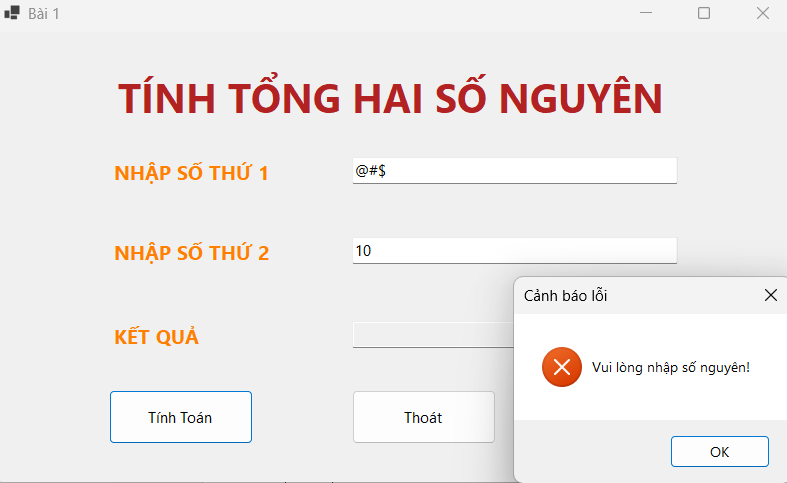 Bài 1
TÍNH TỔNG HAI SỐ NGUYÊN
NHẬP SỐ THỨ 1
@#$
NHẬP SỐ THỨ 2
10
KẾT QUẢ
Tính Toán
Thoát
Cảnh báo lỗi
Vui lòng nhập số nguyên!
OK